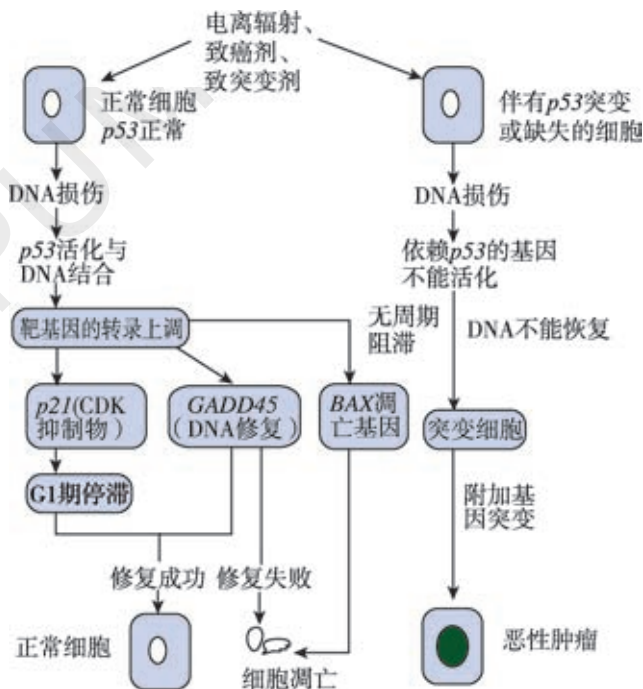 电离辐射、
致癌剂、
致突变剂
正常细胞
p53正常
伴有p53突变
或缺失的细胞
DNA损伤
DNA损伤
p53活化与
DNA结合
依赖p53的基因
不能活化
靶基因的转录上调
无周期
阻滞
DNA不能恢复
p21(CDK
抑制物)
GADD45
(DNA修复)
BAX凋
亡基因
突变细胞
G1期停滞
附加基
因突变
修复成功
修复失败
正常细胞
细胞凋亡
恶性肿瘤